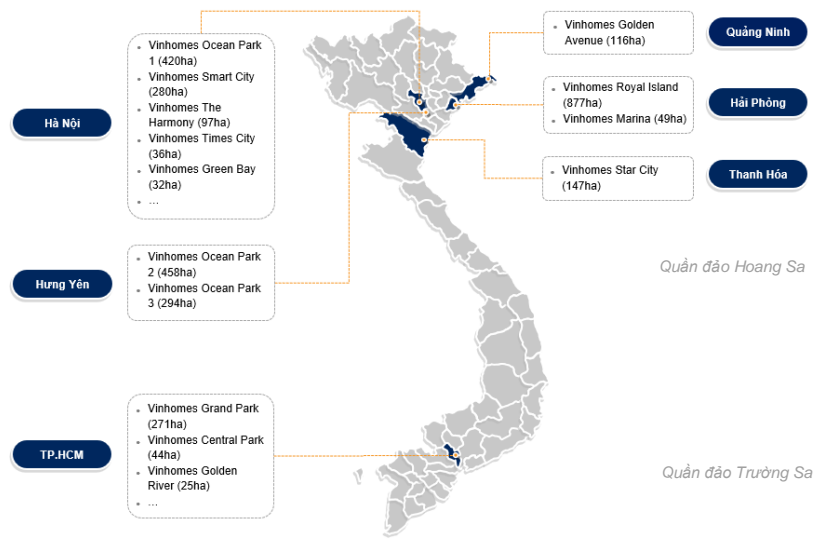 Hà Nội
• Vinhomes Ocean Park
1 (420ha)
• Vinhomes Smart City
(280ha)
• Vinhomes The
Harmony (97ha)
• Vinhomes Times City
(36ha)
• Vinhomes Green Bay
(32ha)
• ...
Hưng Yên
• Vinhomes Ocean Park
2 (458ha)
• Vinhomes Ocean Park
3 (294ha)
TP.HCM
• Vinhomes Grand Park
(271ha)
• Vinhomes Central Park
(44ha)
• Vinhomes Golden
River (25ha)
• ...
• Vinhomes Golden
Avenue (116ha)
Quảng Ninh
• Vinhomes Royal Island
(877ha)
• Vinhomes Marina (49ha)
Hải Phòng
• Vinhomes Star City
(147ha)
Thanh Hóa
Quần đảo Hoang Sa
Quần đảo Trường Sa